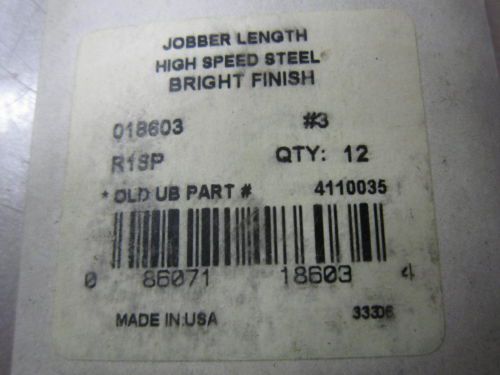 JOBBER LENGTH
HIGH SPEED STEEL
BRIGHT FINISH
018603 #3
R18P QTY: 12
* OLD UB PART # 4110035
0 86071 18603 4
MADE IN USA 33306